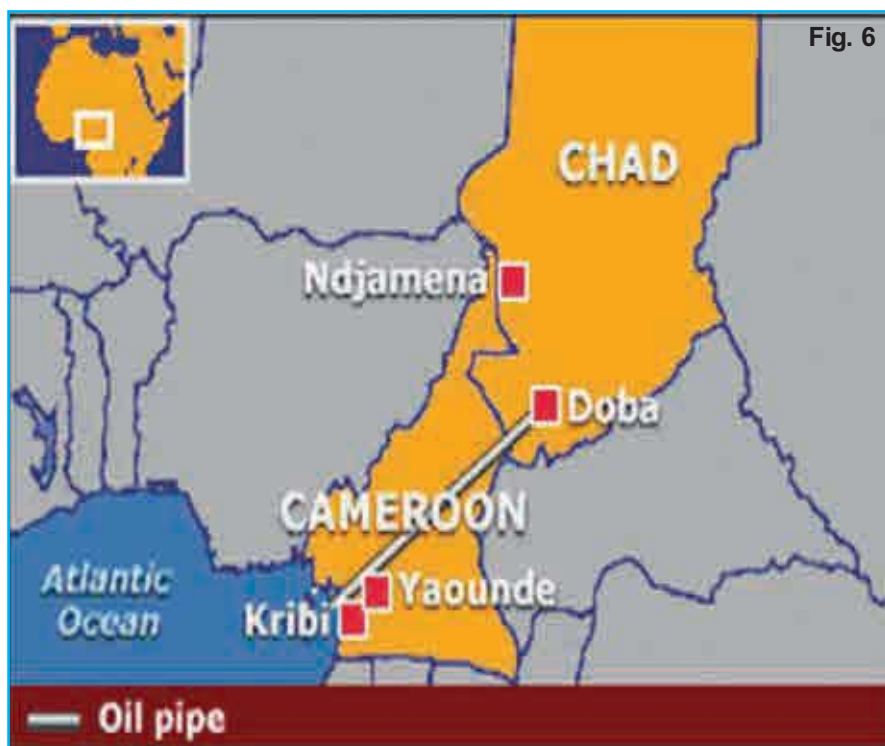 Fig. 6
CHAD
Ndjamena
Doba
CAMEROON
Atlantic
Ocean
Yaounde
Kribi
Oil pipe